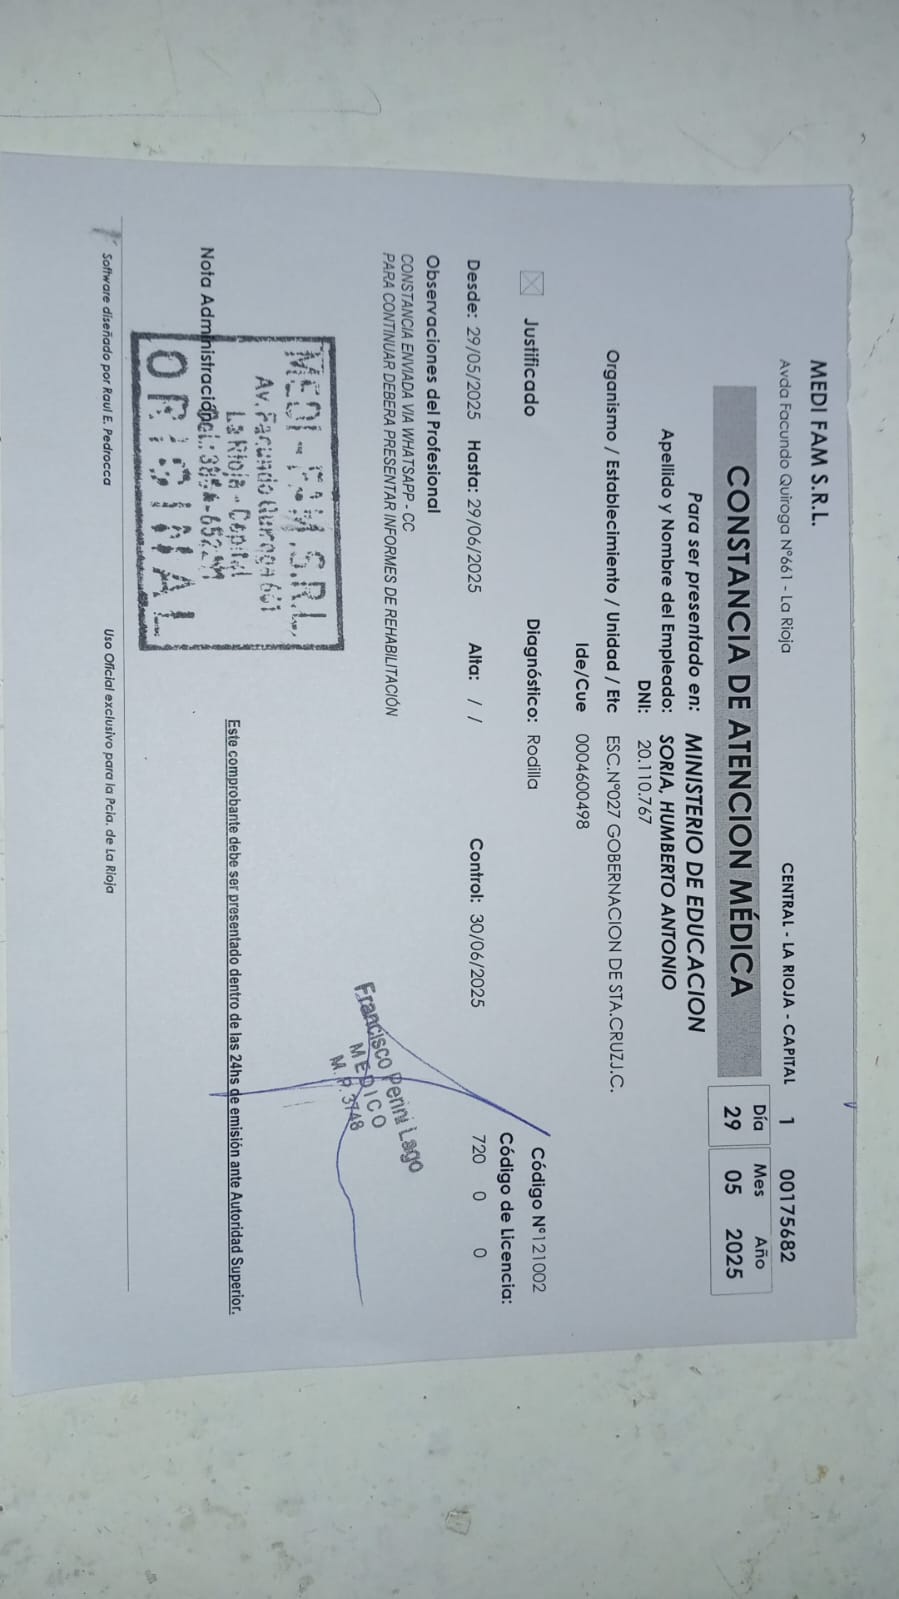 MEDI FAM S.R.L.
Avda Facundo Quiroga Nº661 - La Rioja
CENTRAL - LA RIOJA - CAPITAL 1 00175682
CONSTANCIA DE ATENCION MÉDICA
Día Mes Año
29 05 2025
Para ser presentado en: MINISTERIO DE EDUCACION
Apellido y Nombre del Empleado: SORIA, HUMBERTO ANTONIO
DNI: 20.110.767
Organismo / Establecimiento / Unidad / Etc ESC.Nº027 GOBERNACION DE STA.CRUZJ.C.
Ide/Cue 0004600498
Justificado
Diagnóstico: Rodilla
Código Nº121002
Código de Licencia:
Desde: 29/05/2025 Hasta: 29/06/2025 Alta: / / Control: 30/06/2025 720 0 0
Observaciones del Profesional
CONSTANCIA ENVIADA VIA WHATSAPP - CC
PARA CONTINUAR DEBERA PRESENTAR INFORMES DE REHABILITACIÓN
Francisco Perini Lago
MEDICO
M. P. 3748
MEDI - FAM S.R.L.
Av. Facundo Quiroga 661
La Rioja - Capital
ORIGINAL
Nota Administración
Este comprobante debe ser presentado dentro de las 24hs de emisión ante Autoridad Superior.
Software diseñado por Raul E. Pedrocca
Uso Oficial exclusivo para la Pcia. de La Rioja